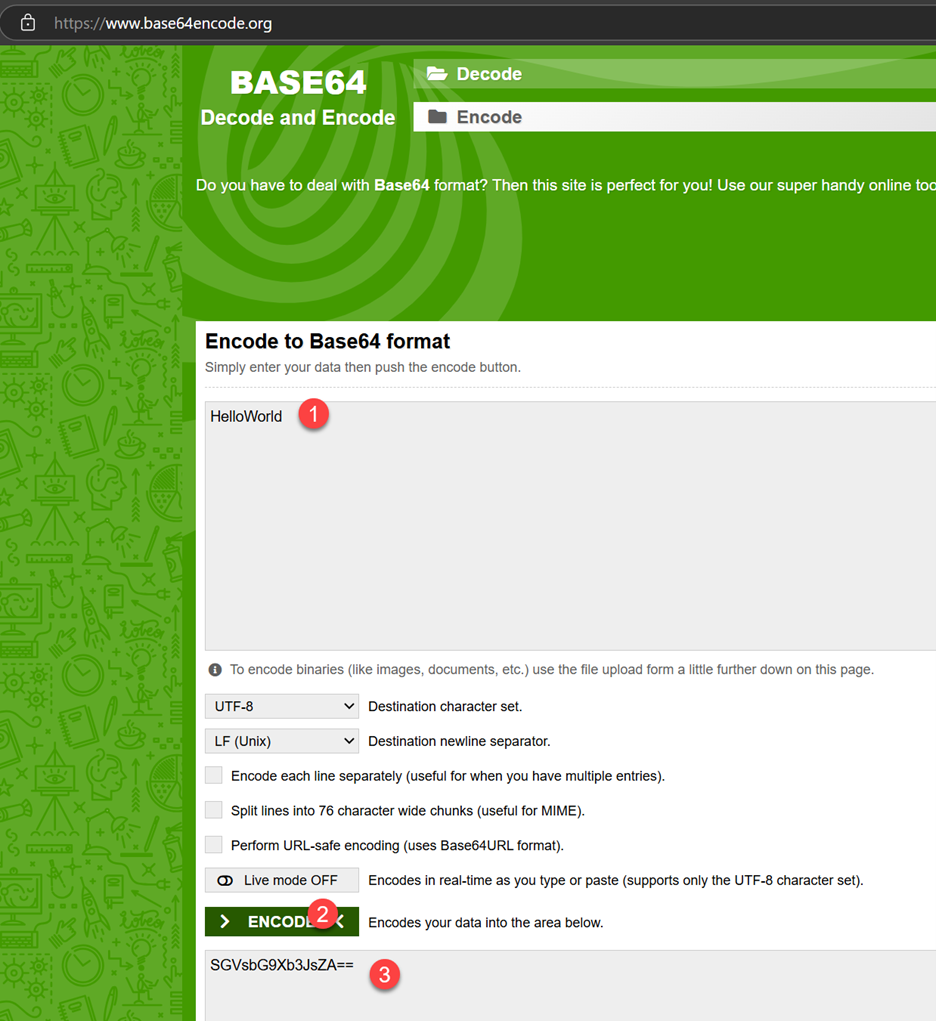 https://www.base64encode.org
BASE64
Decode and Encode
Decode
Encode
Do you have to deal with Base64 format? Then this site is perfect for you! Use our super handy online
Encode to Base64 format
Simply enter your data then push the encode button.
HelloWorld
1
To encode binaries (like images, documents, etc.) use the file upload form a little further down on this page.
UTF-8 Destination character set.
LF (Unix) Destination newline separator.
Encode each line separately (useful for when you have multiple entries).
Split lines into 76 character wide chunks (useful for MIME).
Perform URL-safe encoding (uses Base64URL format).
Live mode OFF Encodes in real-time as you type or paste (supports only the UTF-8 character set).
ENCODE 2 Encodes your data into the area below.
SGVsbG9Xb3JsZA==
3